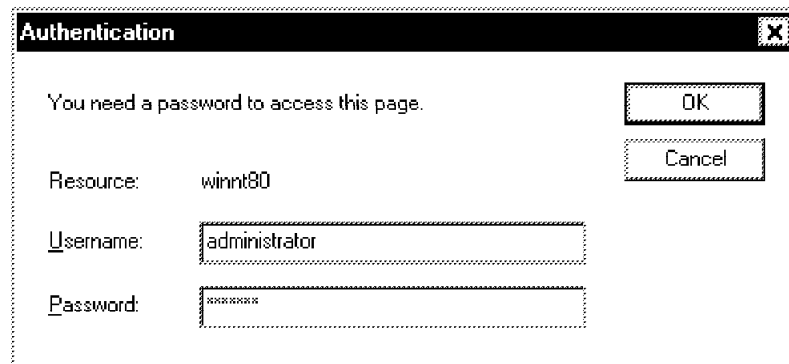 Authentication
You need a password to access this page.
OK
Cancel
Resource: winnt80
Username: administrator
Password: *******